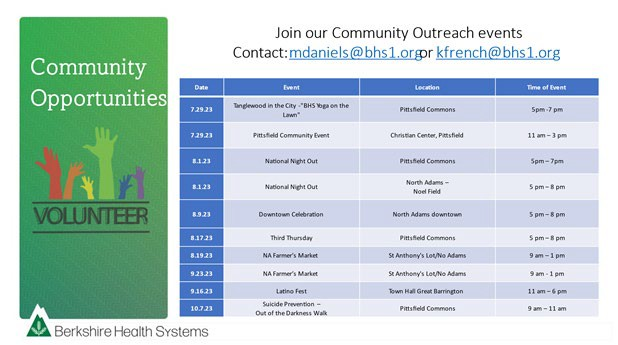 Join our Community Outreach events
Contact: mdaniels@bhs1.org or kfrench@bhs1.org
Community
Opportunities
VOLUNTEER
Date Event Location Time of Event
7.29.23 Tanglewood in the City -"BHS Yoga on the
Lawn" Pittsfield Commons 5pm -7 pm
7.29.23 Pittsfield Community Event Christian Center, Pittsfield 11 am – 3 pm
8.1.23 National Night Out Pittsfield Commons 5pm – 7pm
8.1.23 National Night Out North Adams –
Noel Field 5 pm – 8 pm
8.9.23 Downtown Celebration North Adams downtown 5 pm – 8 pm
8.17.23 Third Thursday Pittsfield Commons 5 pm – 8 pm
8.19.23 NA Farmer's Market St Anthony's Lot/No Adams 9 am – 1 pm
9.23.23 NA Farmer's Market St Anthony's Lot/No Adams 9 am - 1 pm
9.16.23 Latino Fest Town Hall Great Barrington 11 am – 6 pm
10.7.23 Suicide Prevention –
Out of the Darkness Walk Pittsfield Commons 9 am – 11 am
Berkshire Health Systems